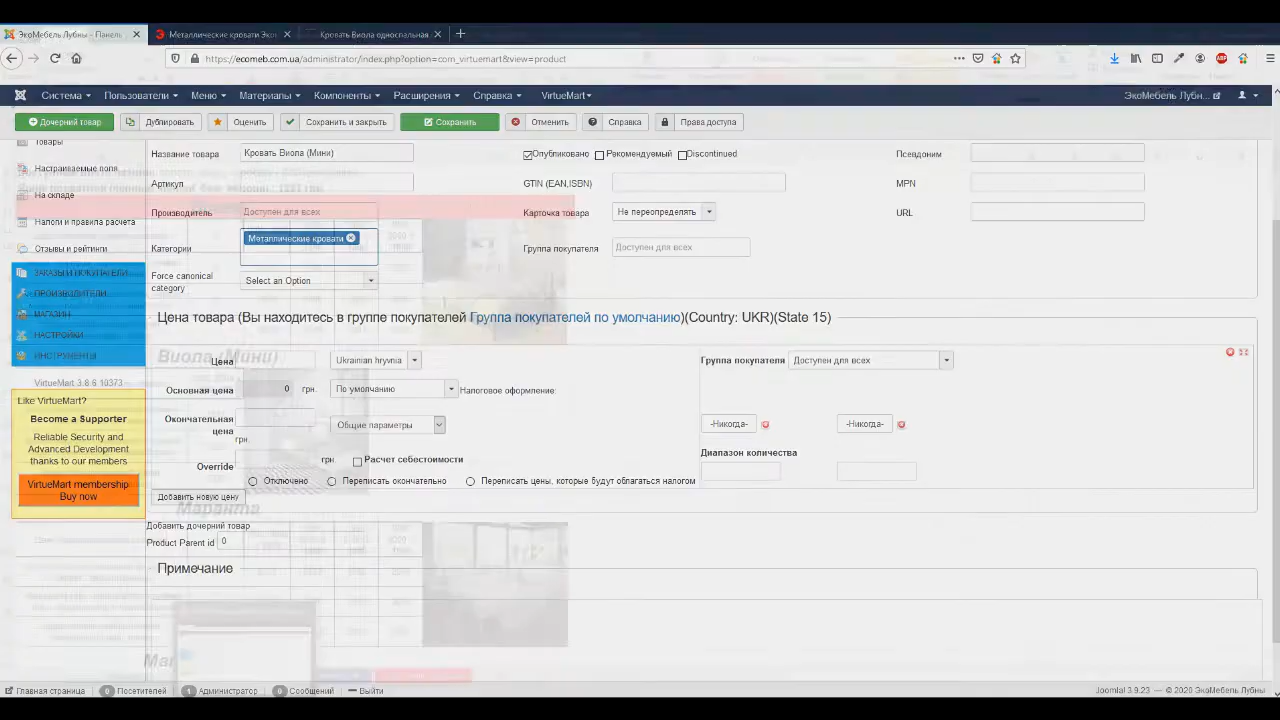 ЭкоМебель Лубны - Панель
Металлические кровати Эко
Кровать Виола односпальная
https://ecomeb.com.ua/administrator/index.php?option=com_virtuemart&view=product
Система
Пользователи
Меню
Материалы
Компоненты
Расширения
Справка
VirtueMart
ЭкоМебель Лубн...
Дочерний товар
Дублировать
Оценить
Сохранить и закрыть
Сохранить
Отменить
Справка
Права доступа
Товары
Настраиваемые поля
На складе
Налоги и правила расчета
Отзывы и рейтинги
ЗАКАЗЫ И ПОКУПАТЕЛИ
ПРОИЗВОДИТЕЛИ
МАГАЗИН
НАСТРОЙКИ
ИНСТРУМЕНТЫ
VirtueMart 3.8.6 10373
Like VirtueMart?
Become a Supporter
Reliable Security and
Advanced Development
thanks to our members
VirtueMart membership
Buy now
Название товара
Кровать Виола (Мини)
Опубликовано
Рекомендуемый
Discontinued
Псевдоним
Артикул
GTIN (EAN,ISBN)
MPN
Производитель
Доступен для всех
Карточка товара
Не переопределять
URL
Категории
Металлические кровати
Группа покупателя
Доступен для всех
Force canonical
category
Select an Option
Цена товара (Вы находитесь в группе покупателей Группа покупателей по умолчанию)(Country: UKR)(State 15)
Виола (Мини)
Цена
Ukrainian hryvnia
Группа покупателя
Доступен для всех
Основная цена
0
грн.
По умолчанию
Налоговое оформление:
Окончательная
цена
грн.
Общие параметры
-Никогда-
-Никогда-
Диапазон количества
Override
грн.
Расчет себестоимости
Отключено
Переписать окончательно
Переписать цены, которые будут облагаться налогом
Добавить новую цену
Маранта
Добавить дочерний товар
Product Parent id
0
Примечание
Главная страница
0
Посетителей
1
Администратор
0
Сообщений
Выйти
Joomla! 3.9.23 — © 2020 ЭкоМебель Лубны